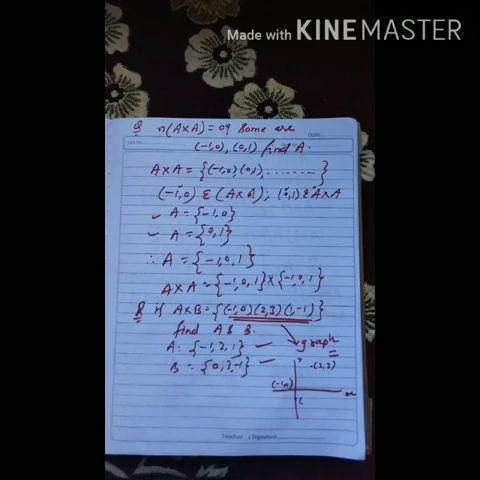 Made with KINEMASTER
Q n(A×A) = 09 Some are
(-1,0), (0,1) find A.
A×A = {(-1,0), (0,1), ........ }
(-1,0) ∈ (A×A); (0,1) ∈ A×A
✓ A = {-1,0}
✓ A = {0,1}
∴ A = {-1,0,1}
A×A = {-1,0,1} × {-1,0,1}
Q if A×B = {(-1,0)(2,3)(1,-1)}
find A & B.
graph
A = {-1,2,1} ✓
B = {0,3,-1} ✓
.(2,3)
(-1,0)
Teacher's Signature